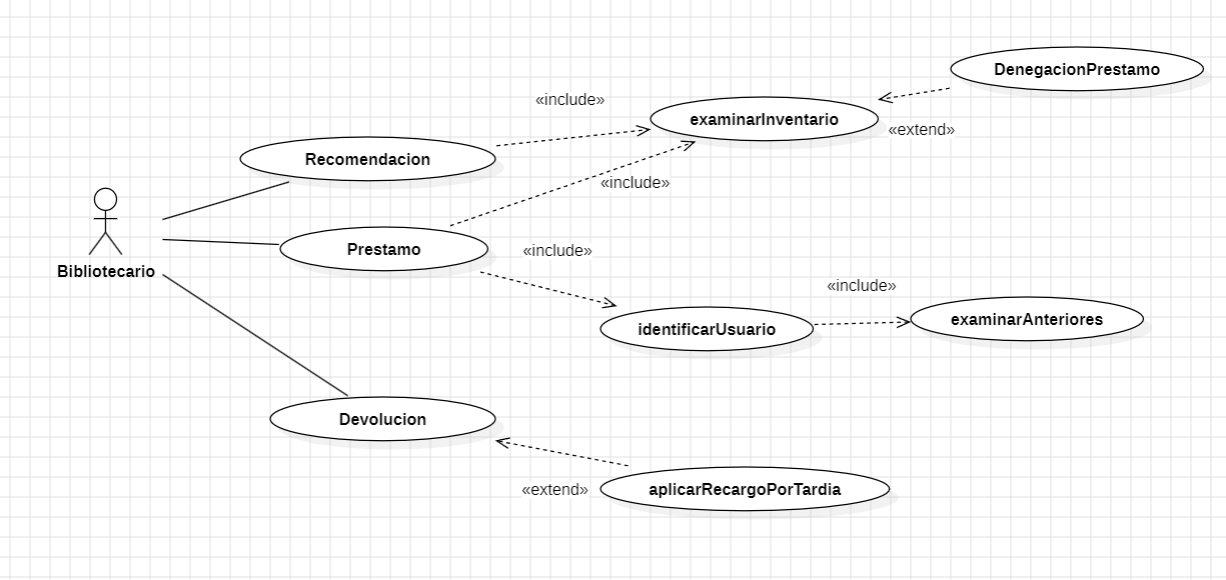 DenegacionPrestamo
«include»
examinarInventario
«extend»
Recomendacion
«include»
Prestamo
«include»
Bibliotecario
«include»
examinarAnteriores
identificarUsuario
Devolucion
«extend»
aplicarRecargoPorTardia